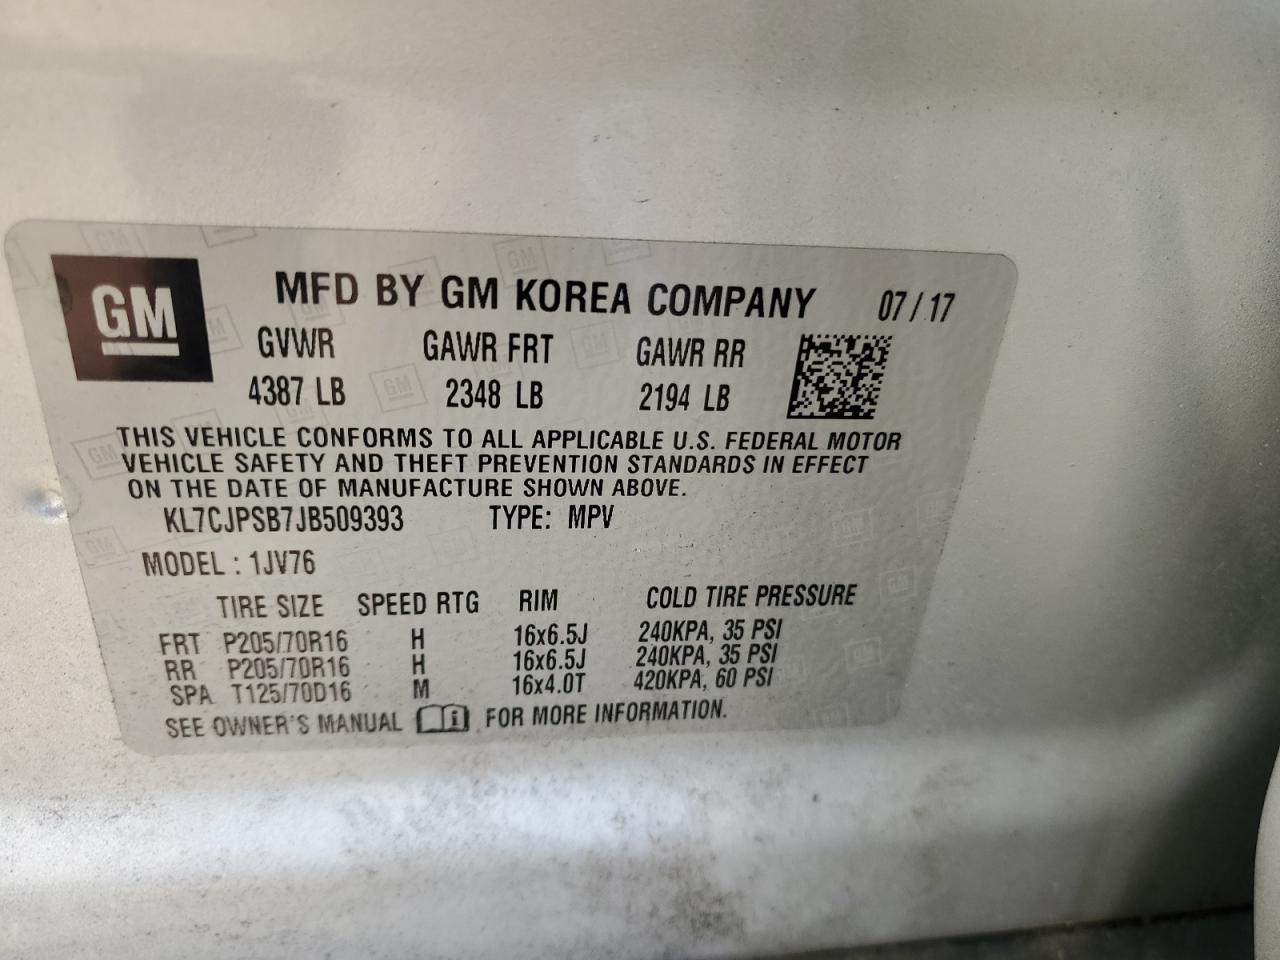 GM
MFD BY GM KOREA COMPANY 07/17
GVWR GAWR FRT GAWR RR
4387 LB 2348 LB 2194 LB
THIS VEHICLE CONFORMS TO ALL APPLICABLE U.S. FEDERAL MOTOR
VEHICLE SAFETY AND THEFT PREVENTION STANDARDS IN EFFECT
ON THE DATE OF MANUFACTURE SHOWN ABOVE.
KL7CJPSB7JB509393 TYPE: MPV
MODEL : 1JV76
TIRE SIZE SPEED RTG RIM COLD TIRE PRESSURE
FRT P205/70R16 H 16x6.5J 240KPA, 35 PSI
RR P205/70R16 H 16x6.5J 240KPA, 35 PSI
SPA T125/70D16 M 16x4.0T 420KPA, 60 PSI
SEE OWNER'S MANUAL i FOR MORE INFORMATION.